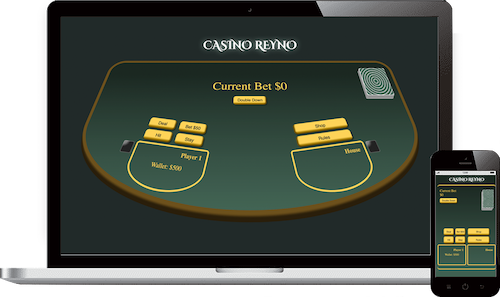 CASINO REYNO
Current Bet $0
Double Down
Deal
Bet $50
Hit
Stay
Shop
Rules
Player 1
Wallet: $500
House
CASINO REYNO
Current Bet
$0